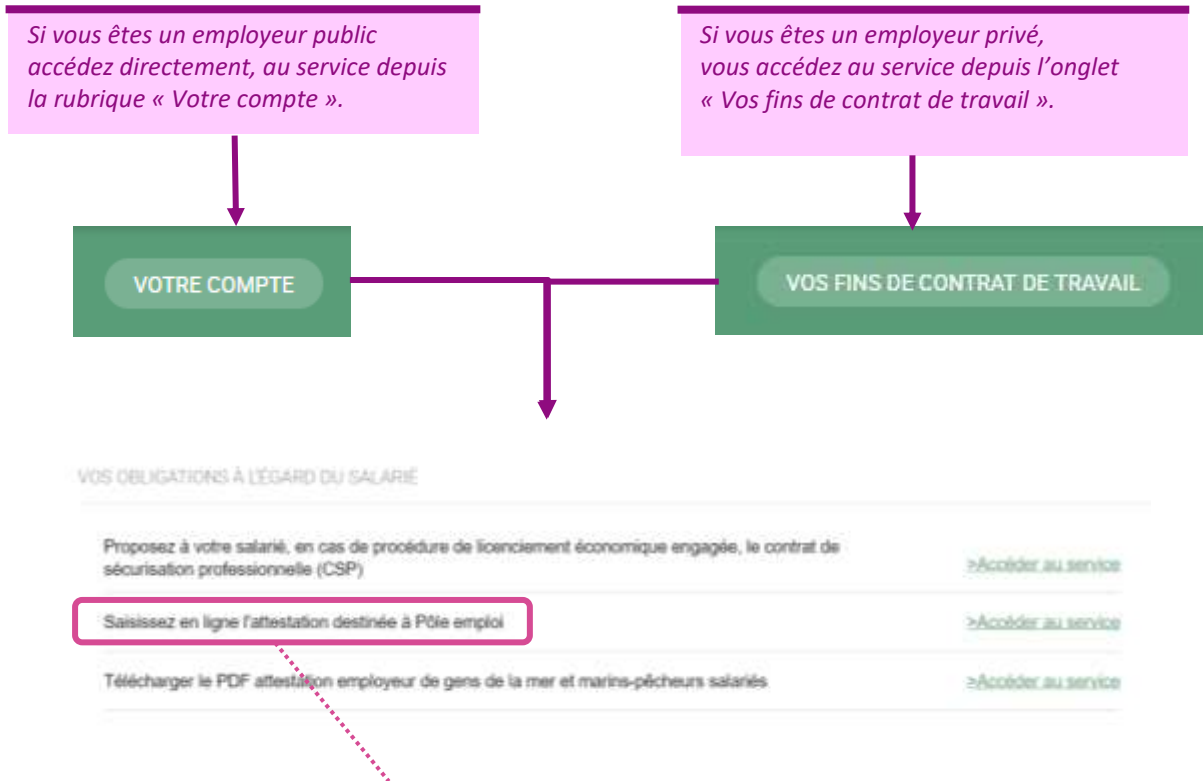 Si vous êtes un employeur public
accédez directement, au service depuis
la rubrique « Votre compte ».
Si vous êtes un employeur privé,
vous accédez au service depuis l’onglet
« Vos fins de contrat de travail ».
VOTRE COMPTE
VOS FINS DE CONTRAT DE TRAVAIL
VOS OBLIGATIONS À L'ÉGARD DU SALARIÉ
Proposez à votre salarié, en cas de procédure de licenciement économique engagée, le contrat de
sécurisation professionnelle (CSP)
>Accéder au service
Saisissez en ligne l'attestation destinée à Pôle emploi
>Accéder au service
Télécharger le PDF attestation employeur de gens de la mer et marins-pêcheurs salariés
>Accéder au service